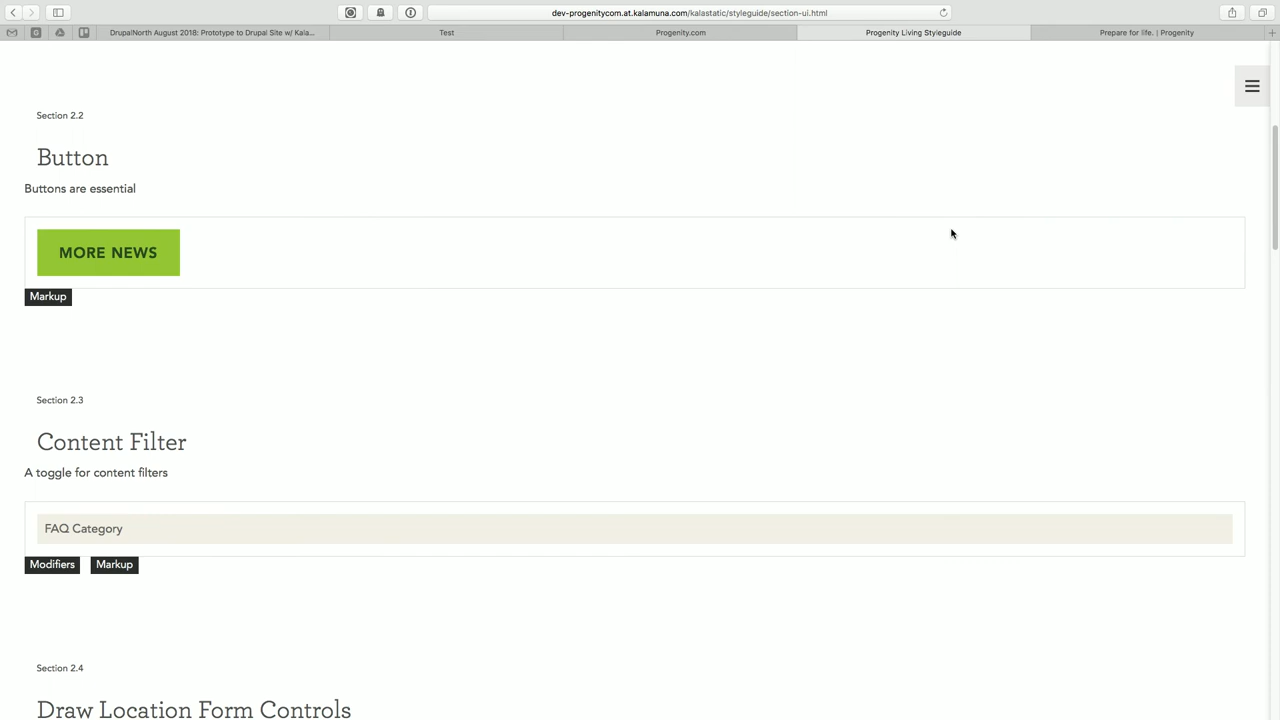 dev-progenitycom.at.kalamuna.com/kalastatic/styleguide/section-ui.html
DrupalNorth August 2018: Prototype to Drupal Site w/ Kala...
Test
Progenity.com
Progenity Living Styleguide
Prepare for life. | Progenity
Section 2.2
Button
Buttons are essential
MORE NEWS
Markup
Section 2.3
Content Filter
A toggle for content filters
FAQ Category
Modifiers Markup
Section 2.4
Draw Location Form Controls